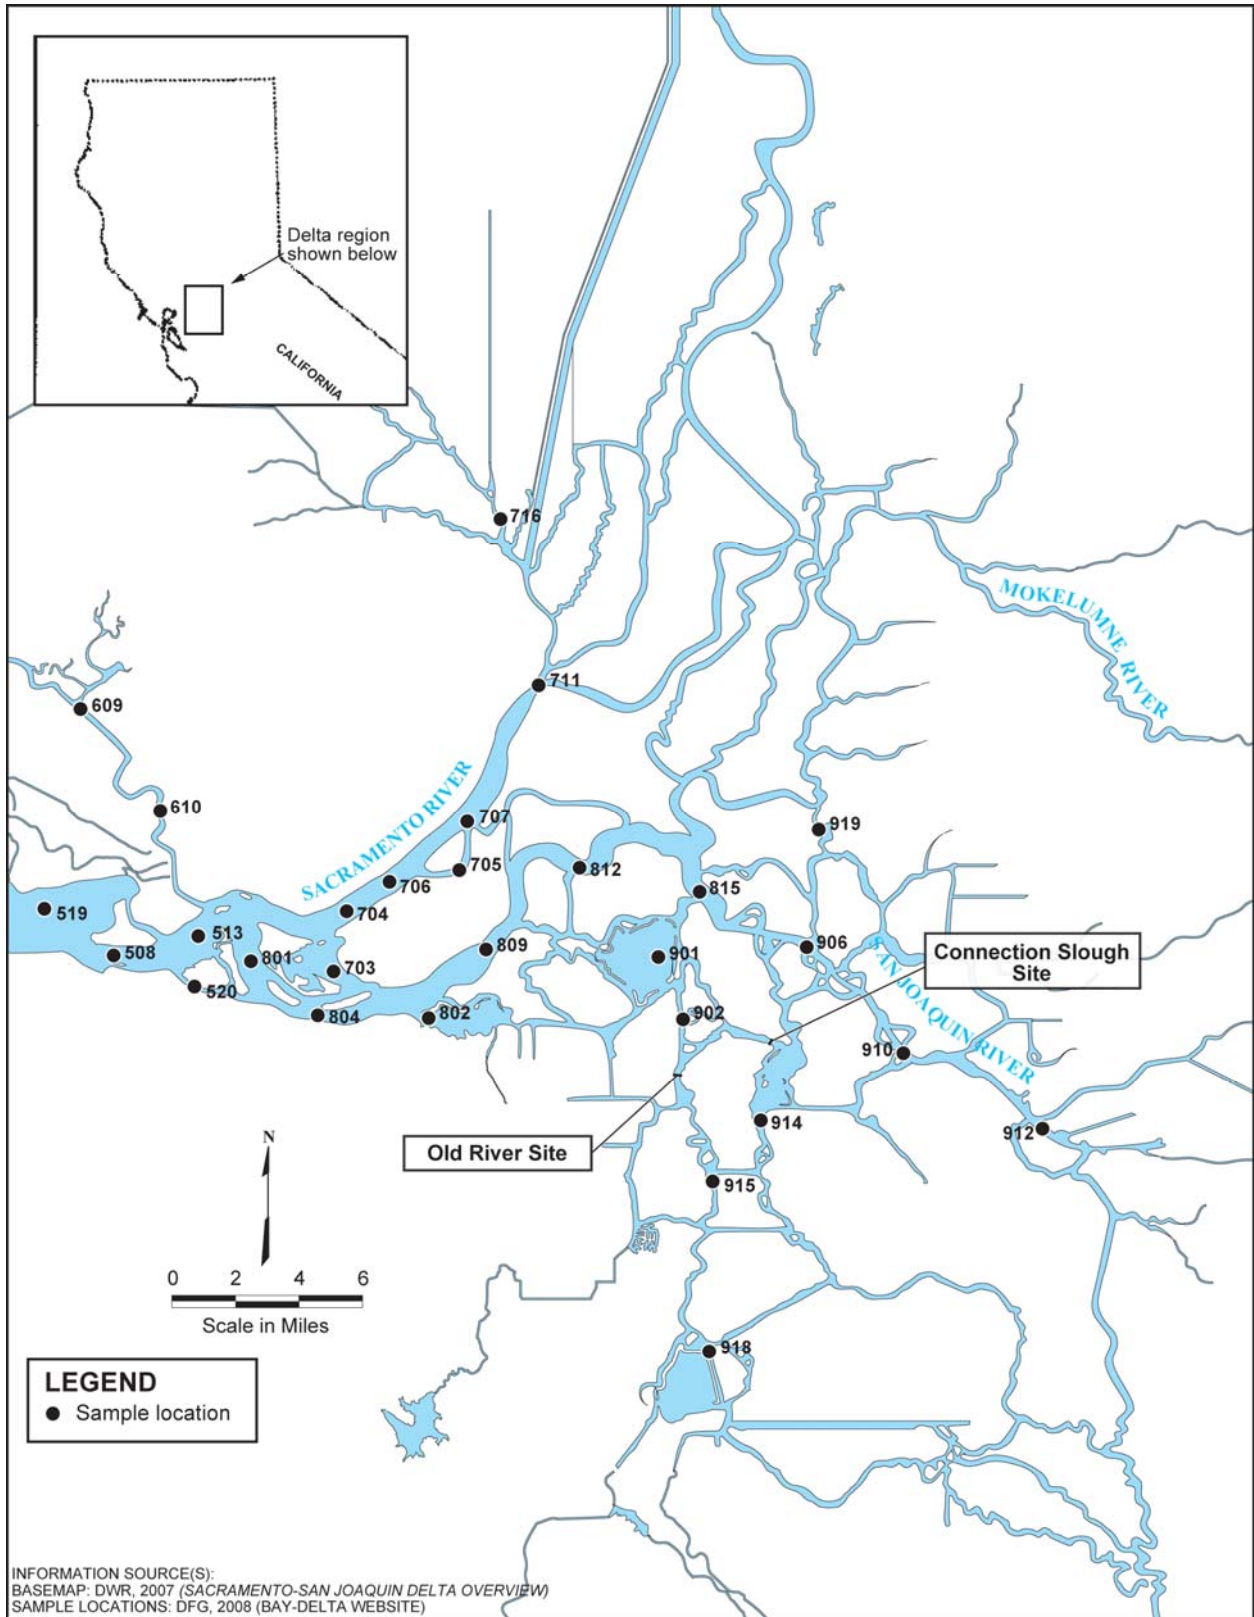 Delta region
shown below
CALIFORNIA
716
MOKELUMNE RIVER
609
711
SACRAMENTO RIVER
610
707
919
705
812
706
815
519
704
513
906
508
801
809
901
Connection Slough
Site
703
SAN JOAQUIN RIVER
520
804
802
902
910
914
912
Old River Site
N
915
0 2 4 6
Scale in Miles
918
LEGEND
Sample location
INFORMATION SOURCE(S):
BASEMAP: DWR, 2007 (SACRAMENTO-SAN JOAQUIN DELTA OVERVIEW)
SAMPLE LOCATIONS: DFG, 2008 (BAY-DELTA WEBSITE)